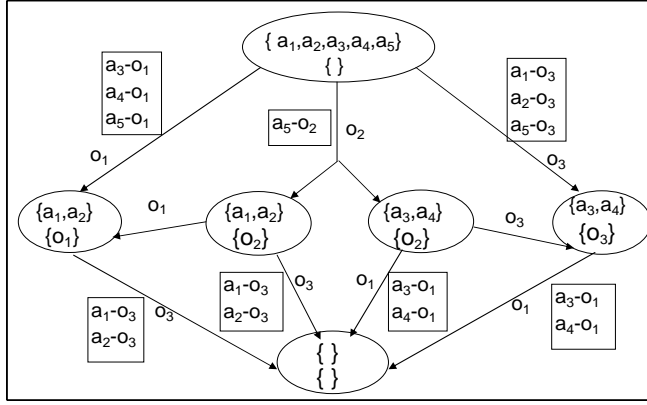 { a₁,a₂,a₃,a₄,a₅}
{ }
a₃-o₁
a₄-o₁
a₅-o₁
a₅-o₂
o₂
a₁-o₃
a₂-o₃
a₅-o₃
o₁
o₃
{a₁,a₂}
{o₁}
o₁
{a₁,a₂}
{o₂}
{a₃,a₄}
{o₂}
o₃
{a₃,a₄}
{o₃}
a₁-o₃
a₂-o₃
o₃
a₁-o₃
a₂-o₃
o₃
o₁
a₃-o₁
a₄-o₁
o₁
a₃-o₁
a₄-o₁
{ }
{ }